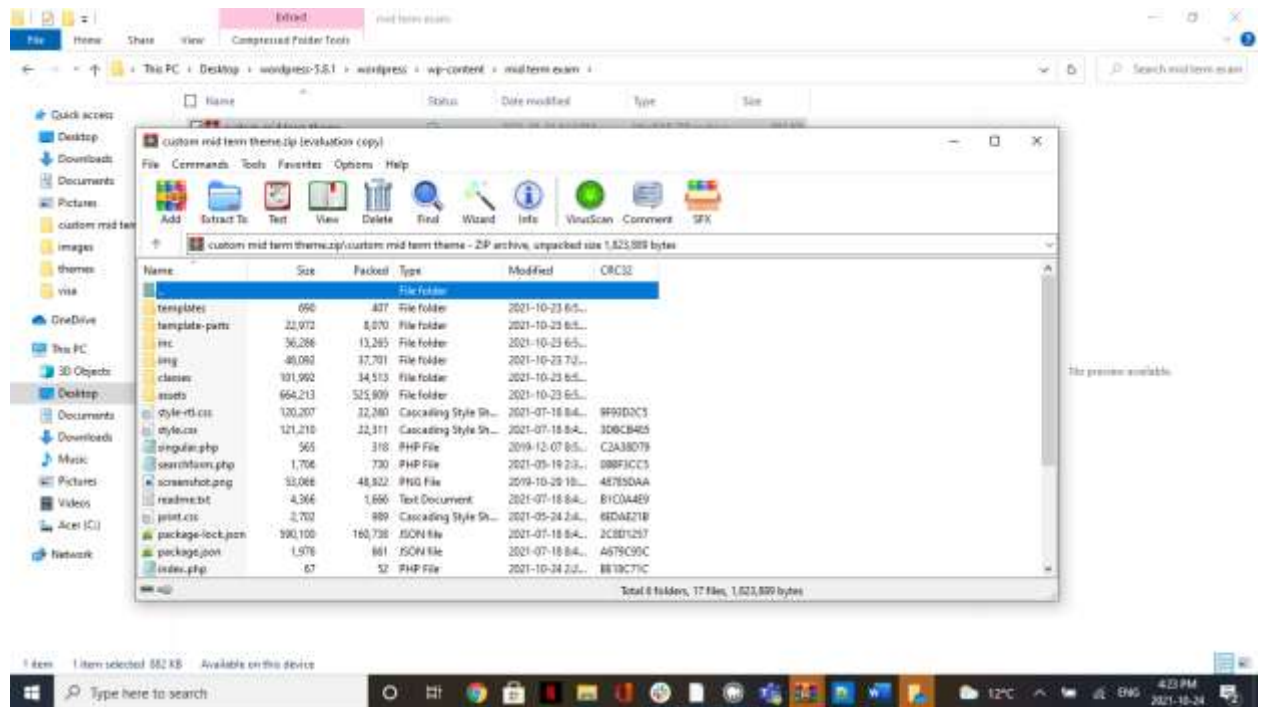 Extract mid term exam
File Home Share View Compressed Folder Tools
This PC › Desktop › wordpress-5.8.1 › wordpress › wp-content › mid term exam › Search mid term exam
Name Status Date modified Type Size
Quick access
Desktop
Downloads
Documents
Pictures
custom mid ter
images
themes
visa
OneDrive
This PC
3D Objects
Desktop
Documents
Downloads
Music
Pictures
Videos
Acer (C:)
Network
custom mid term theme.zip (evaluation copy)
File Commands Tools Favorites Options Help
Add Extract To Test View Delete Find Wizard Info VirusScan Comment SFX
custom mid term theme.zip\custom mid term theme - ZIP archive, unpacked size 1,823,889 bytes
Name Size Packed Type Modified CRC32
.. File folder
templates 690 407 File folder 2021-10-23 6:5...
template-parts 22,972 8,070 File folder 2021-10-23 6:5...
inc 56,286 13,265 File folder 2021-10-23 6:5...
img 46,092 37,701 File folder 2021-10-23 7:2...
classes 101,992 34,513 File folder 2021-10-23 6:5...
assets 664,213 525,909 File folder 2021-10-23 6:5...
style-rtl.css 120,207 22,260 Cascading Style Sh... 2021-07-18 8:4...
style.css 121,210 22,311 Cascading Style Sh... 2021-07-18 8:4...
singular.php 565 318 PHP File 2019-12-07 8:5... C2A38D79
searchform.php 1,706 730 PHP File 2021-05-19 2:3...
screenshot.png 53,066 48,922 PNG File 2019-10-20 10... 45785DAA
readme.txt 4,366 1,660 Text Document 2021-07-18 8:4... B1C0A4E9
print.css 2,702 989 Cascading Style Sh... 2021-05-24 2:4... 6EDAE21B
package-lock.json 590,100 160,738 JSON File 2021-07-18 8:4... 2C8D1257
package.json 1,976 861 JSON File 2021-07-18 8:4... A679C95C
index.php 67 52 PHP File 2021-10-24 2:2...
Total 6 folders, 17 files, 1,823,889 bytes
No preview available.
1 item 1 item selected 882 KB Available on this device
Type here to search 12°C ENG 4:23 PM
2021-10-24